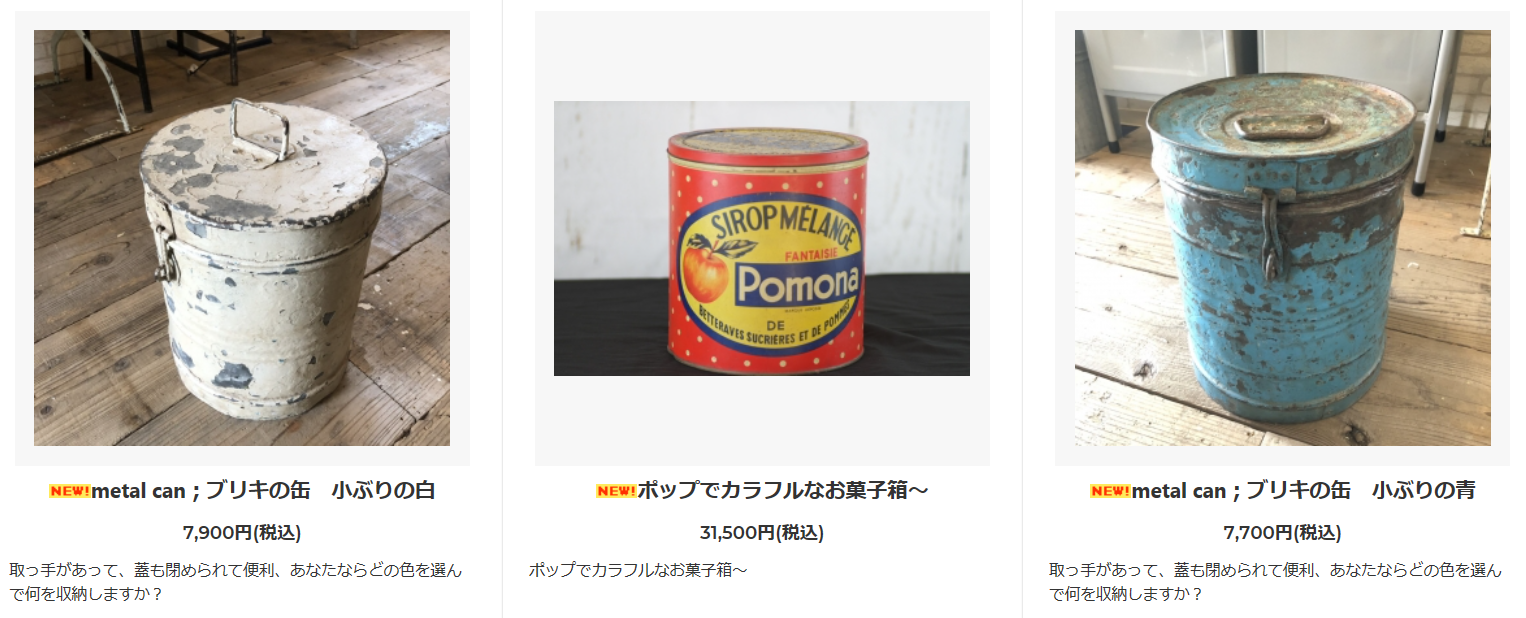 SIROP MÉLANGE
FANTAISIE
Pomona
DE
BETTERAVES SUCRIÈRES ET DE POMMES
NEW!metal can；ブリキの缶　小ぶりの白
7,900円(税込)
取っ手があって、蓋も閉められて便利、あなたならどの色を選ん
で何を収納しますか？
NEW!ポップでカラフルなお菓子箱～
31,500円(税込)
ポップでカラフルなお菓子箱～
NEW!metal can；ブリキの缶　小ぶりの青
7,700円(税込)
取っ手があって、蓋も閉められて便利、あなたならどの色を選ん
で何を収納しますか？